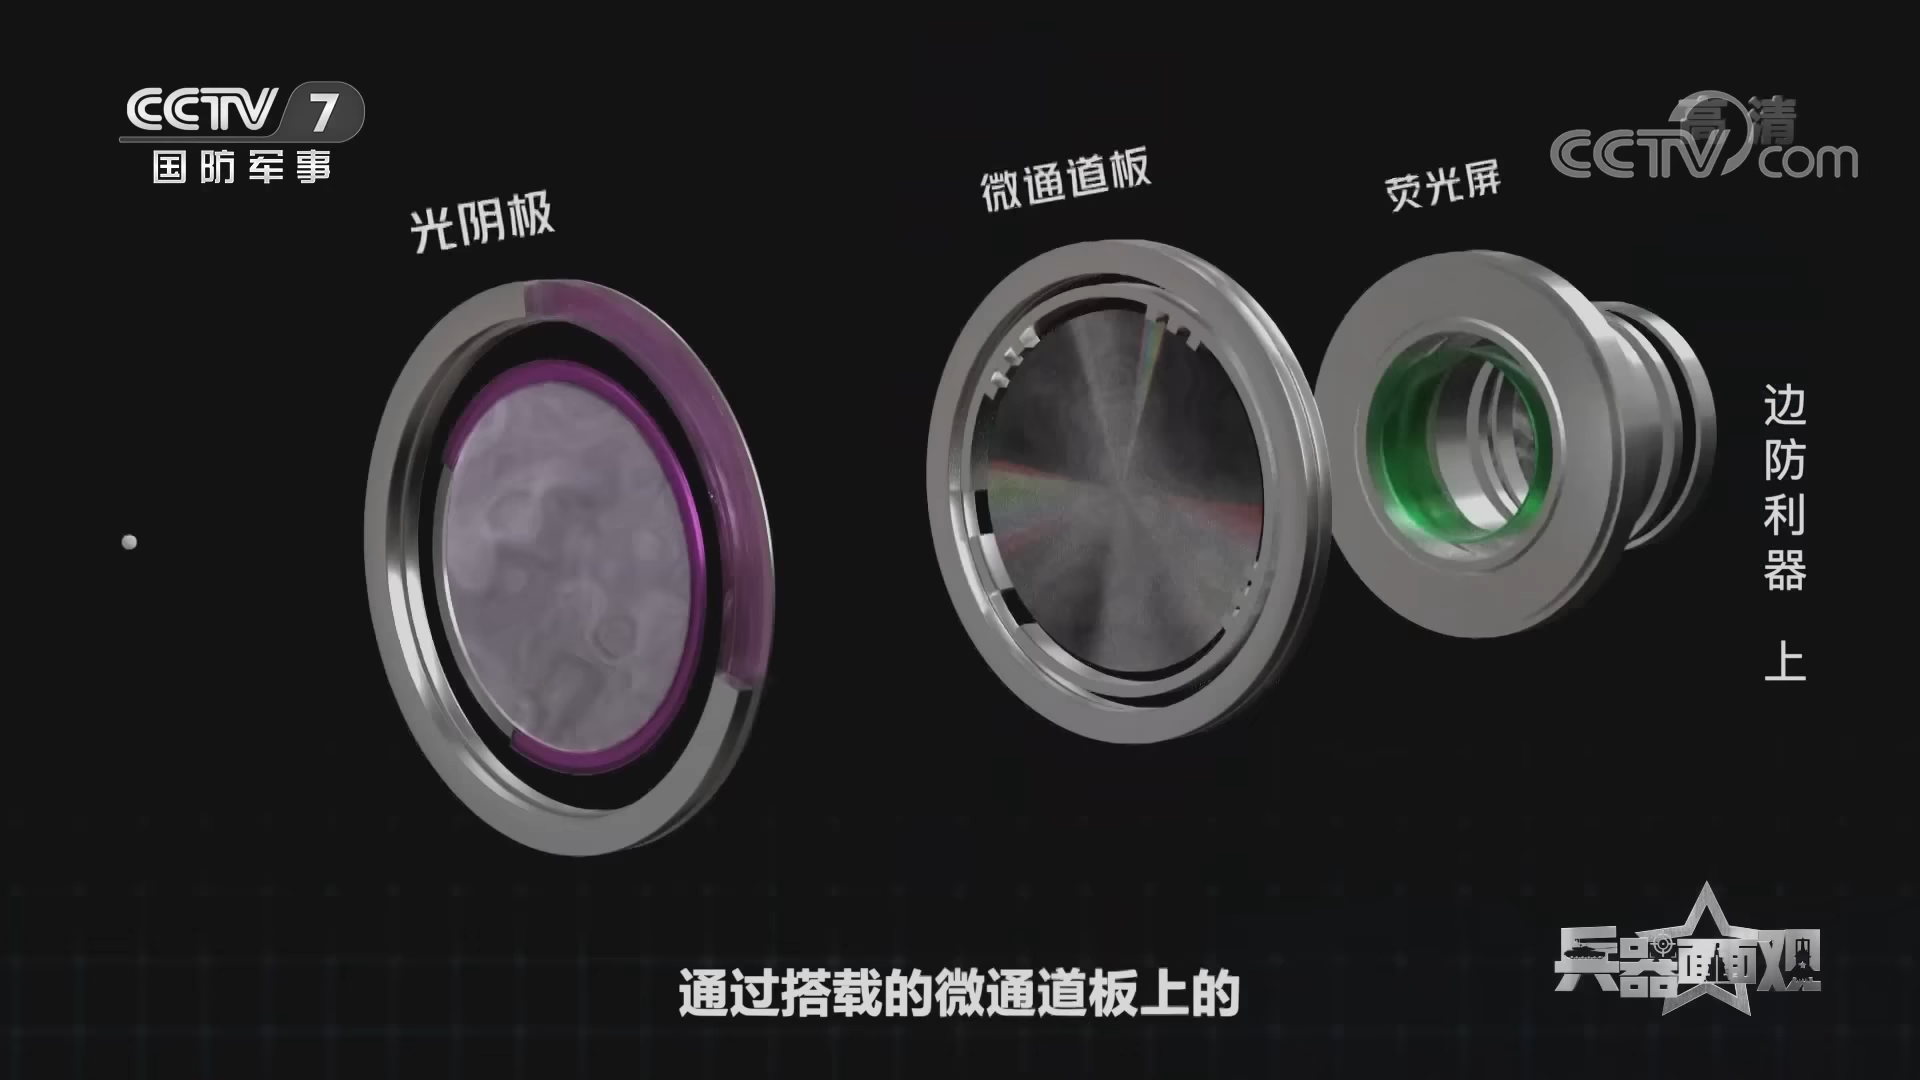 CCTV 7
国防军事
高清
CCTV.com
光阴极
微通道板
荧光屏
边防利器 上
兵器面面观
通过搭载的微通道板上的